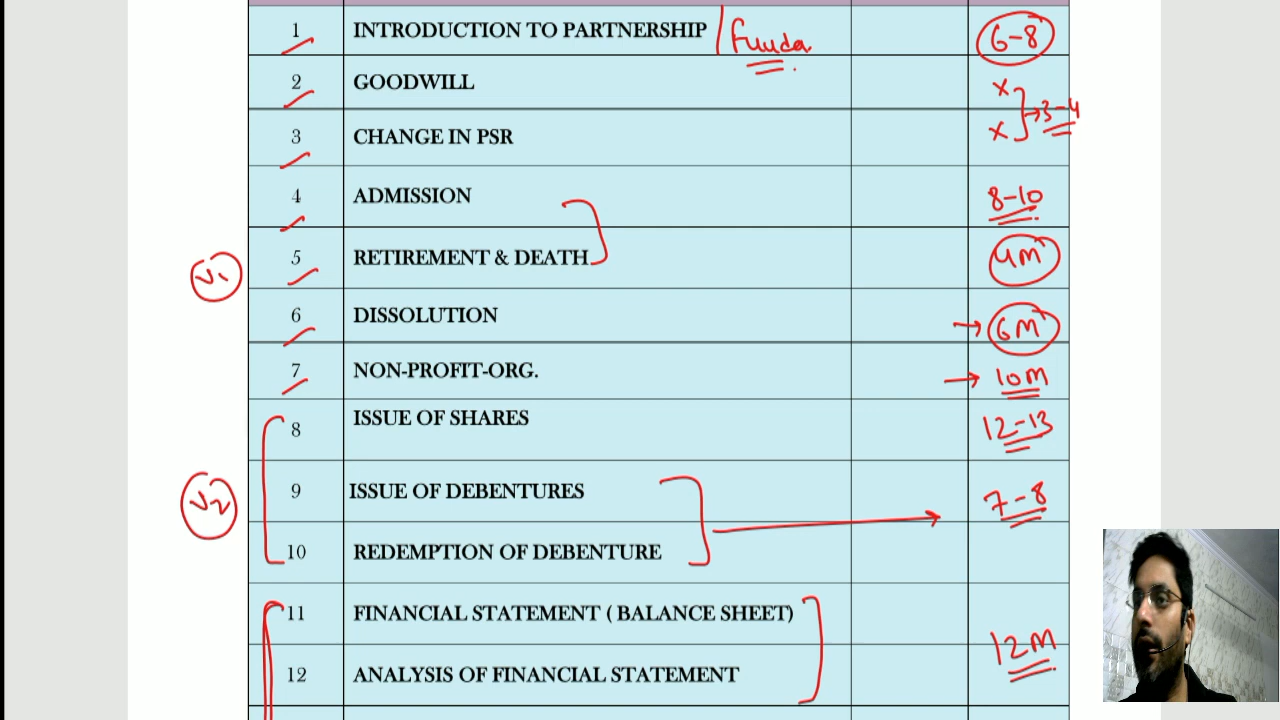 1 INTRODUCTION TO PARTNERSHIP / Funda 6-8
2 GOODWILL x
3 CHANGE IN PSR x → 3-4
4 ADMISSION 8-10
5 RETIREMENT & DEATH 4M
V1
6 DISSOLUTION → 6M
7 NON-PROFIT-ORG. → 10M
8 ISSUE OF SHARES 12-13
9 ISSUE OF DEBENTURES 7-8
V2
10 REDEMPTION OF DEBENTURE
11 FINANCIAL STATEMENT ( BALANCE SHEET)
12 ANALYSIS OF FINANCIAL STATEMENT 12M